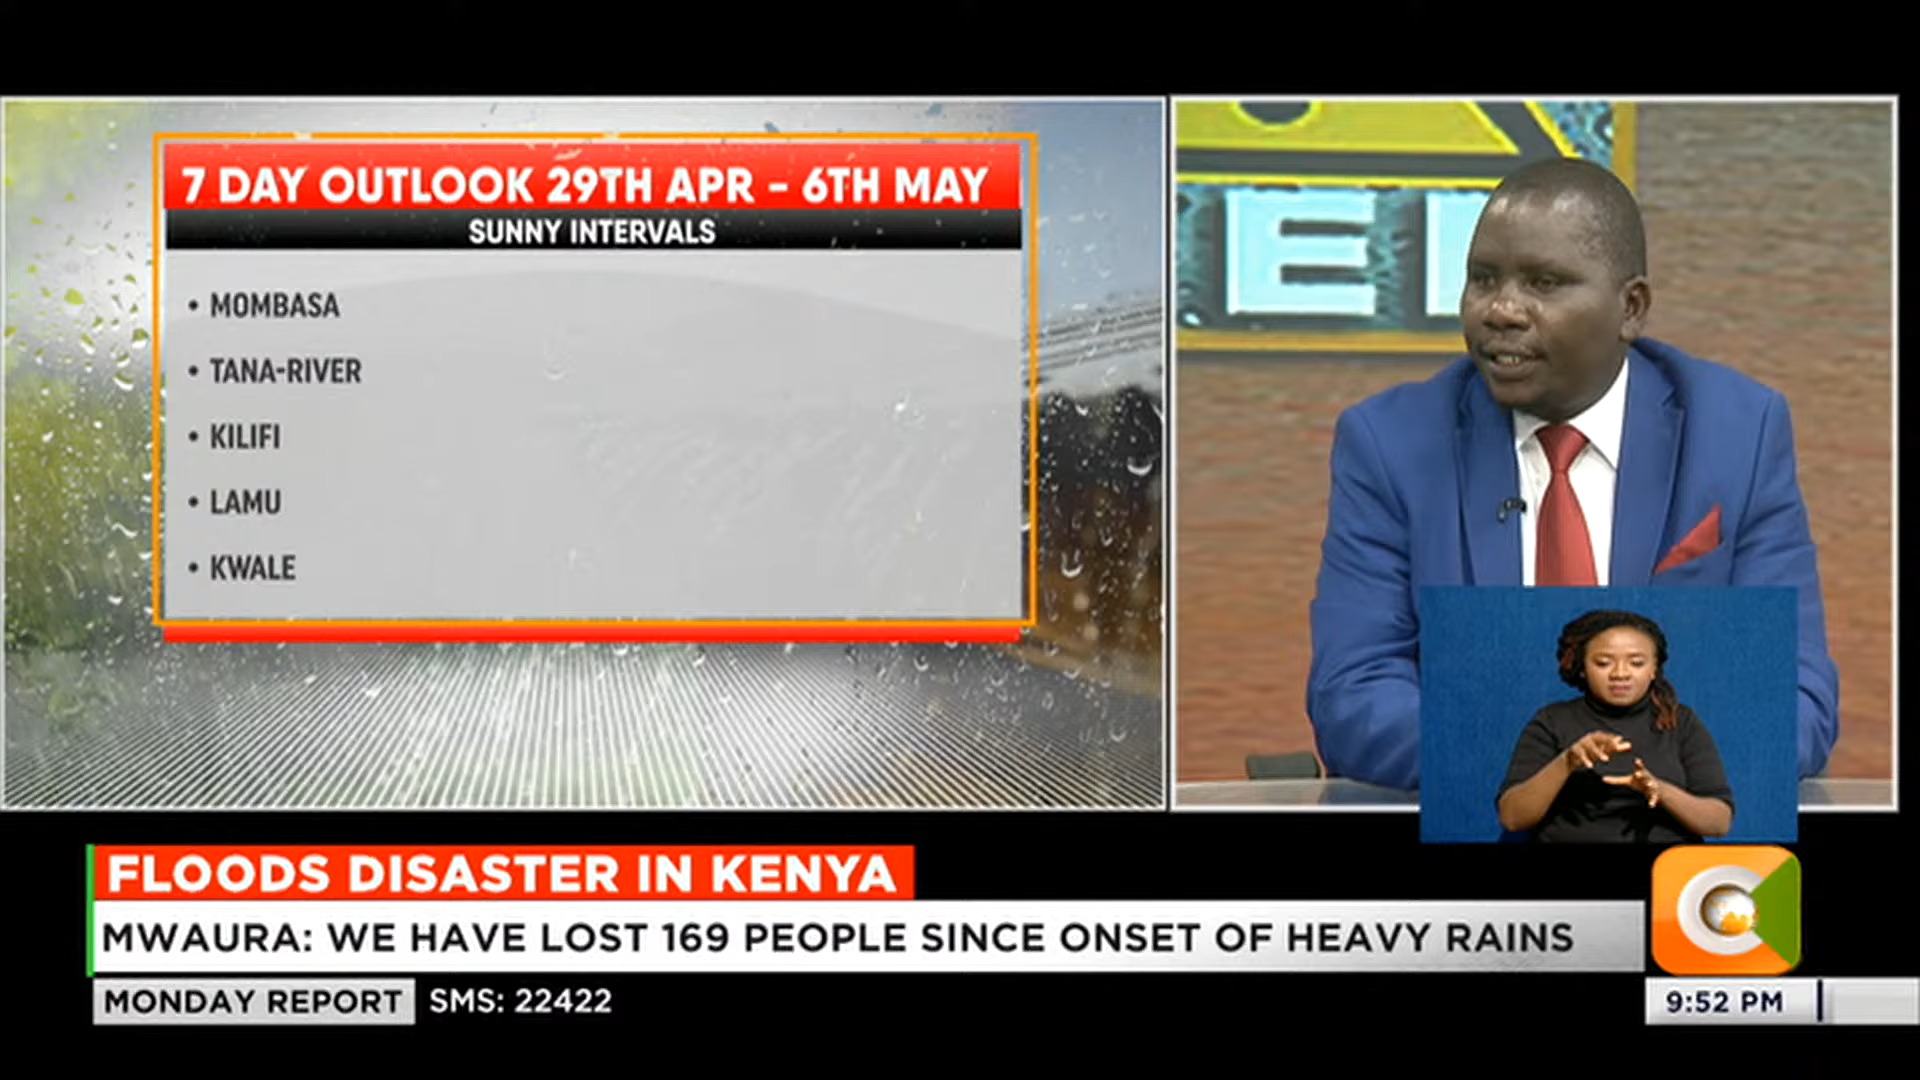 7 DAY OUTLOOK 29TH APR - 6TH MAY
SUNNY INTERVALS
• MOMBASA
• TANA-RIVER
• KILIFI
• LAMU
• KWALE
FLOODS DISASTER IN KENYA
MWAURA: WE HAVE LOST 169 PEOPLE SINCE ONSET OF HEAVY RAINS
MONDAY REPORT
SMS: 22422
9:52 PM